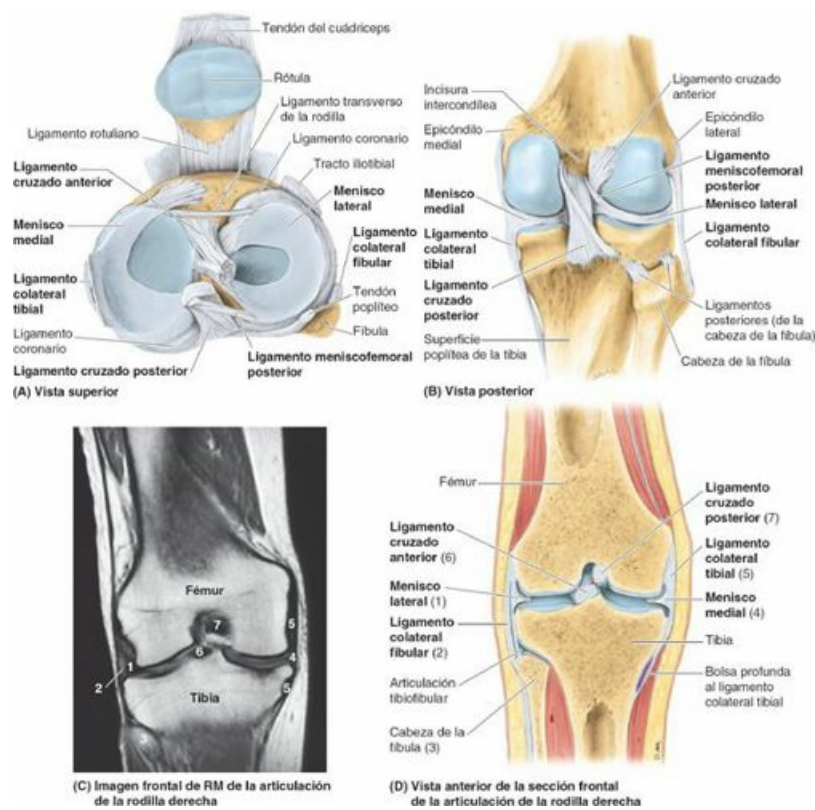 Tendón del cuádriceps
Rótula
Ligamento transverso
de la rodilla
Ligamento rotuliano
Ligamento coronario
Ligamento
cruzado anterior
Tracto iliotibial
Menisco
lateral
Menisco
medial
Ligamento
colateral
fibular
Ligamento
colateral
tibial
Tendón
poplíteo
Ligamento
coronario
Fíbula
Ligamento cruzado posterior
Ligamento meniscofemoral
posterior
(A) Vista superior
Incisura
intercondílea
Ligamento cruzado
anterior
Epicóndilo
medial
Epicóndilo
lateral
Ligamento
meniscofemoral
posterior
Menisco
medial
Menisco lateral
Ligamento
colateral
tibial
Ligamento
colateral fibular
Ligamento
cruzado
posterior
Ligamentos
posteriores (de la
cabeza de la fíbula)
Superficie
poplítea de la tibia
Cabeza de la fíbula
(B) Vista posterior
Fémur
7
5
6
1
4
2
5
Tibia
3
(C) Imagen frontal de RM de la articulación
de la rodilla derecha
Fémur
Ligamento
cruzado
posterior (7)
Ligamento
cruzado
anterior (6)
Ligamento
colateral
tibial (5)
Menisco
lateral (1)
Menisco
medial (4)
Ligamento
colateral
fibular (2)
Tibia
Articulación
tibiofibular
Bolsa profunda
al ligamento
colateral tibial
Cabeza de la
fíbula (3)
(D) Vista anterior de la sección frontal
de la articulación de la rodilla derecha